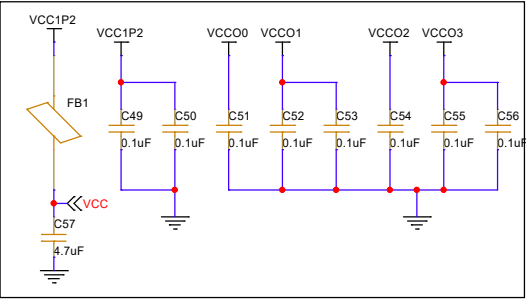 VCC1P2
VCC1P2 VCCO0 VCCO1 VCCO2 VCCO3
FB1
C49 C50 C51 C52 C53 C54 C55 C56
0.1uF 0.1uF 0.1uF 0.1uF 0.1uF 0.1uF 0.1uF 0.1uF
VCC
C57
4.7uF